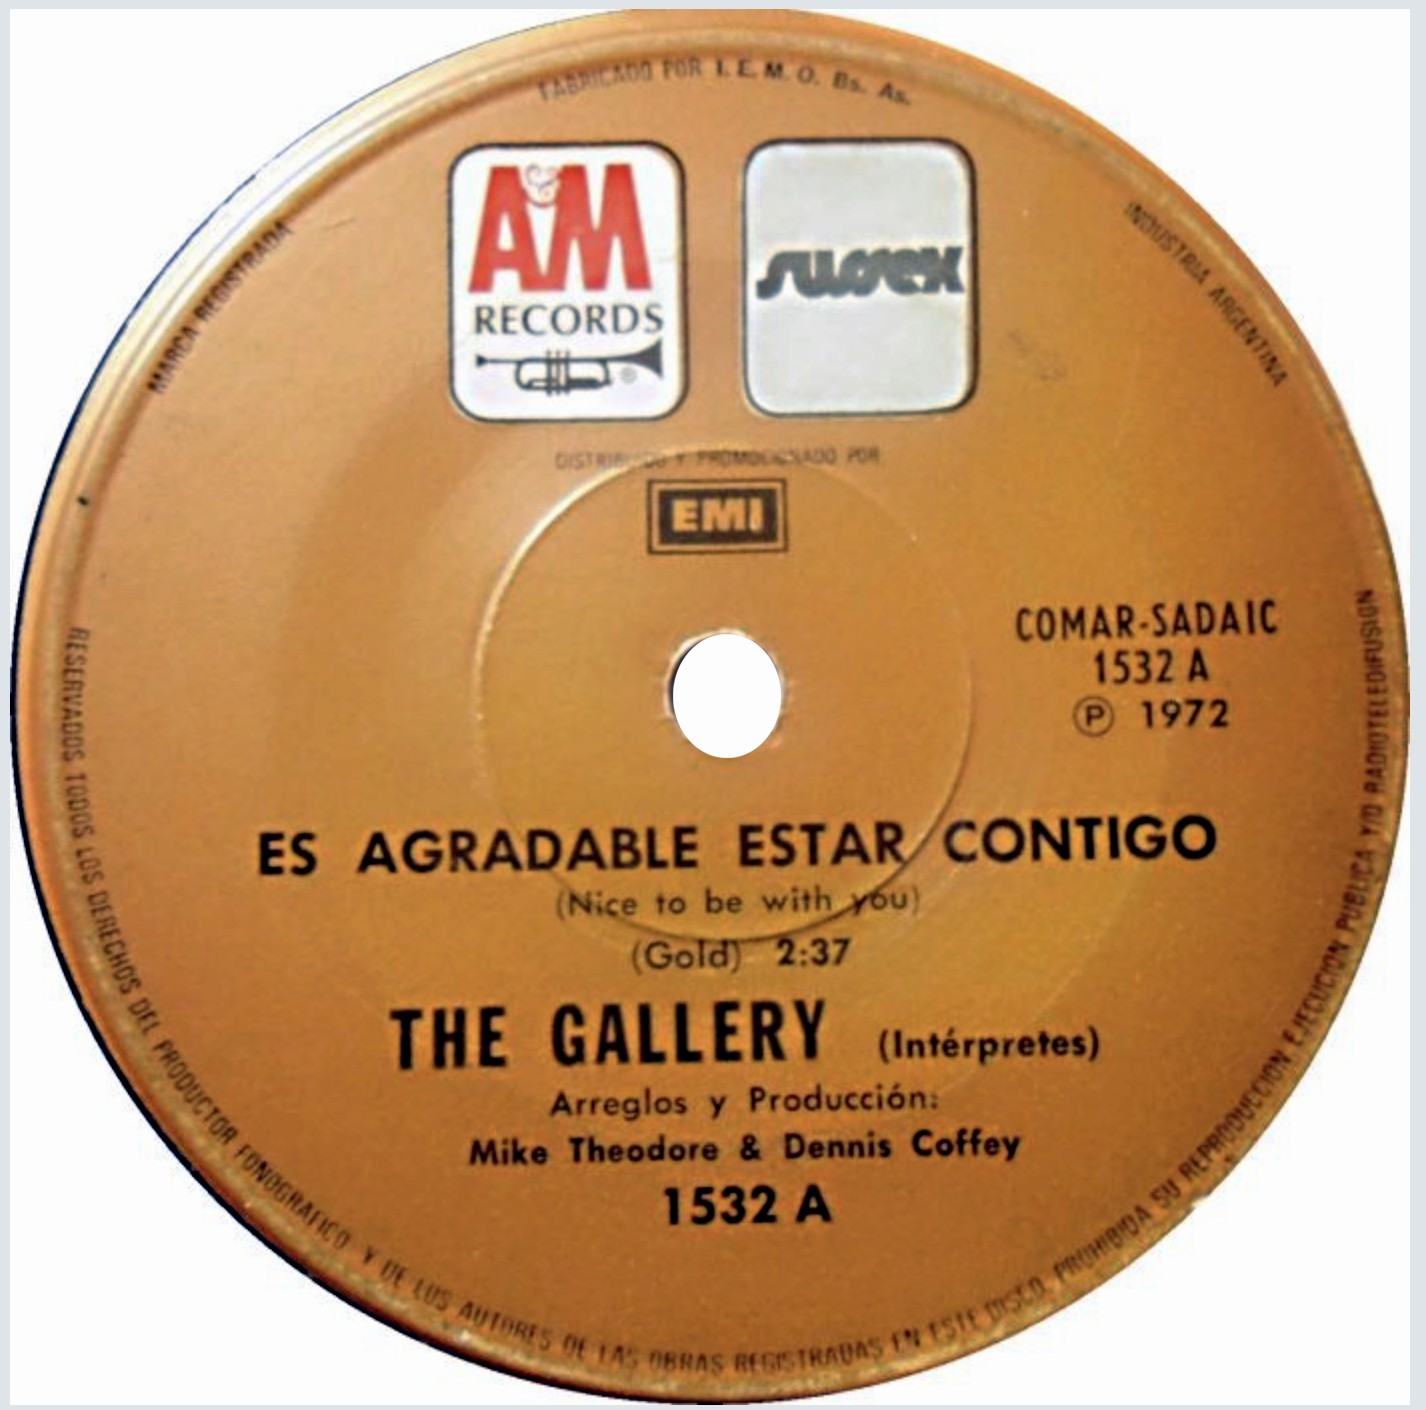 FABRICADO POR I.E.M.O. Bs. As.
MARCA REGISTRADA
INDUSTRIA ARGENTINA
A&M
RECORDS
®
sussex
DISTRIBUIDO Y PROMOCIONADO POR
EMI
COMAR-SADAIC
1532 A
Ⓟ 1972
ES AGRADABLE ESTAR CONTIGO
(Nice to be with you)
(Gold) 2:37
THE GALLERY (Intérpretes)
Arreglos y Producción:
Mike Theodore & Dennis Coffey
1532 A
RESERVADOS TODOS LOS DERECHOS DEL PRODUCTOR FONOGRAFICO Y DE LOS AUTORES DE LAS OBRAS REGISTRADAS EN ESTE DISCO. PROHIBIDA SU REPRODUCCION EJECUCION PUBLICA Y/O RADIOTELEDIFUSION